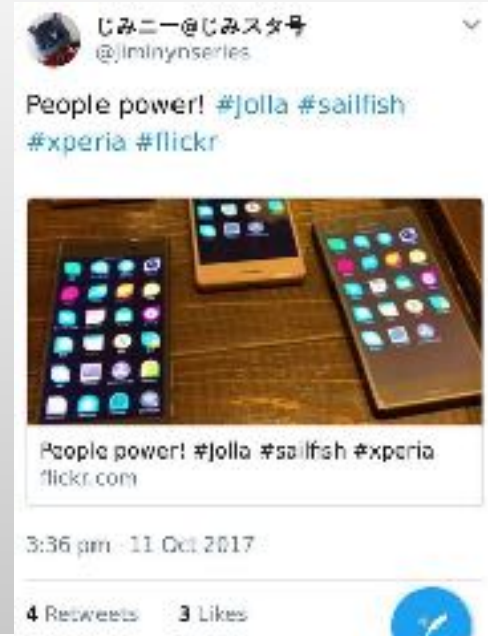 じみニー@じみスタ号
@jiminynseries
People power! #Jolla #sailfish
#xperia #flickr
People power! #Jolla #sailfish #xperia
flickr.com
3:36 pm · 11 Oct 2017
4 Retweets 3 Likes